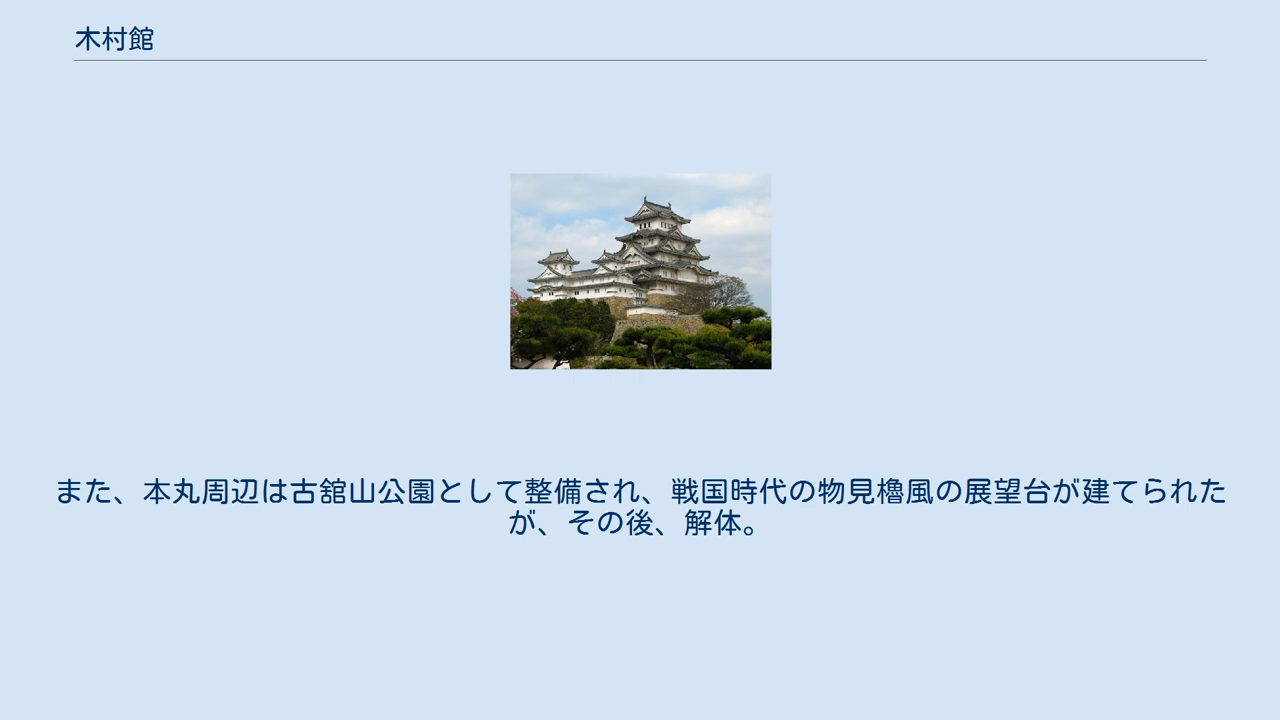 木村館
また、本丸周辺は古舘山公園として整備され、戦国時代の物見櫓風の展望台が建てられた
が、その後、解体。